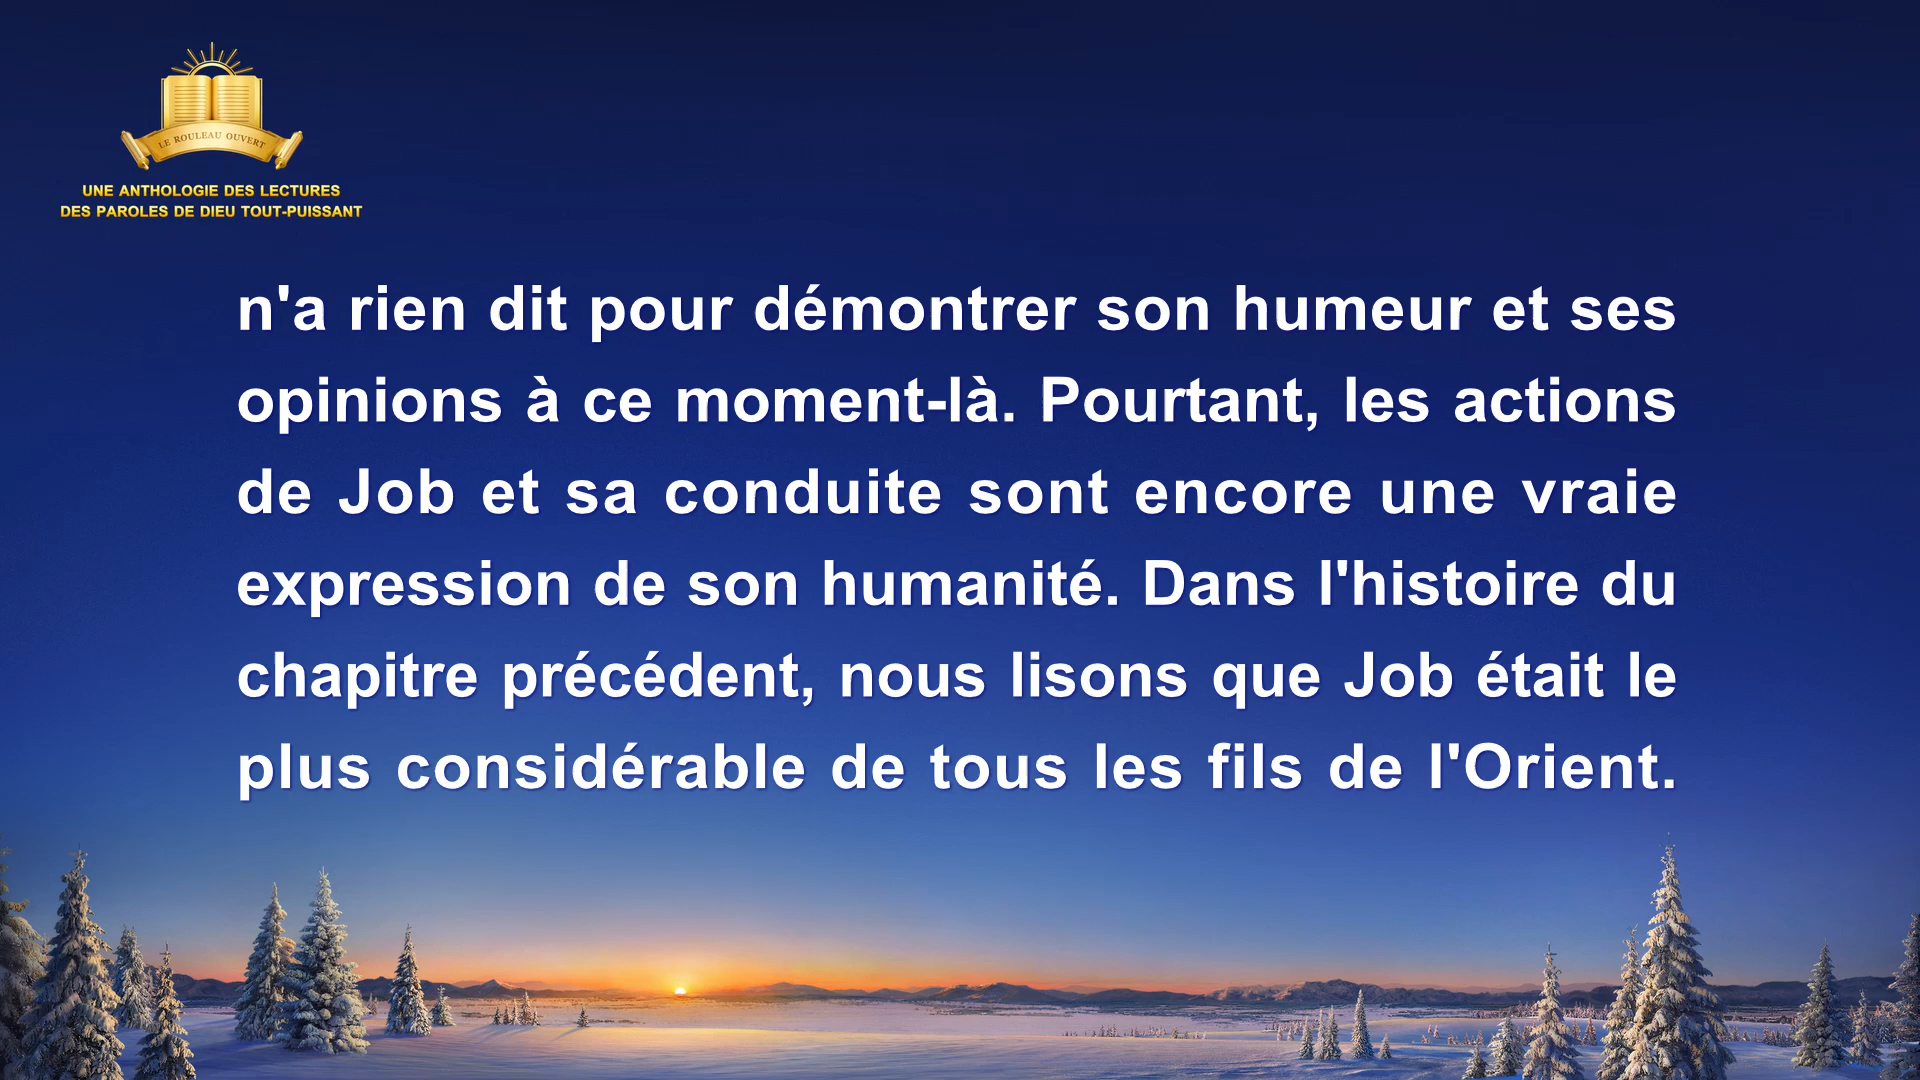 LE ROULEAU OUVERT
UNE ANTHOLOGIE DES LECTURES
DES PAROLES DE DIEU TOUT-PUISSANT
n'a rien dit pour démontrer son humeur et ses
opinions à ce moment-là. Pourtant, les actions
de Job et sa conduite sont encore une vraie
expression de son humanité. Dans l'histoire du
chapitre précédent, nous lisons que Job était le
plus considérable de tous les fils de l'Orient.